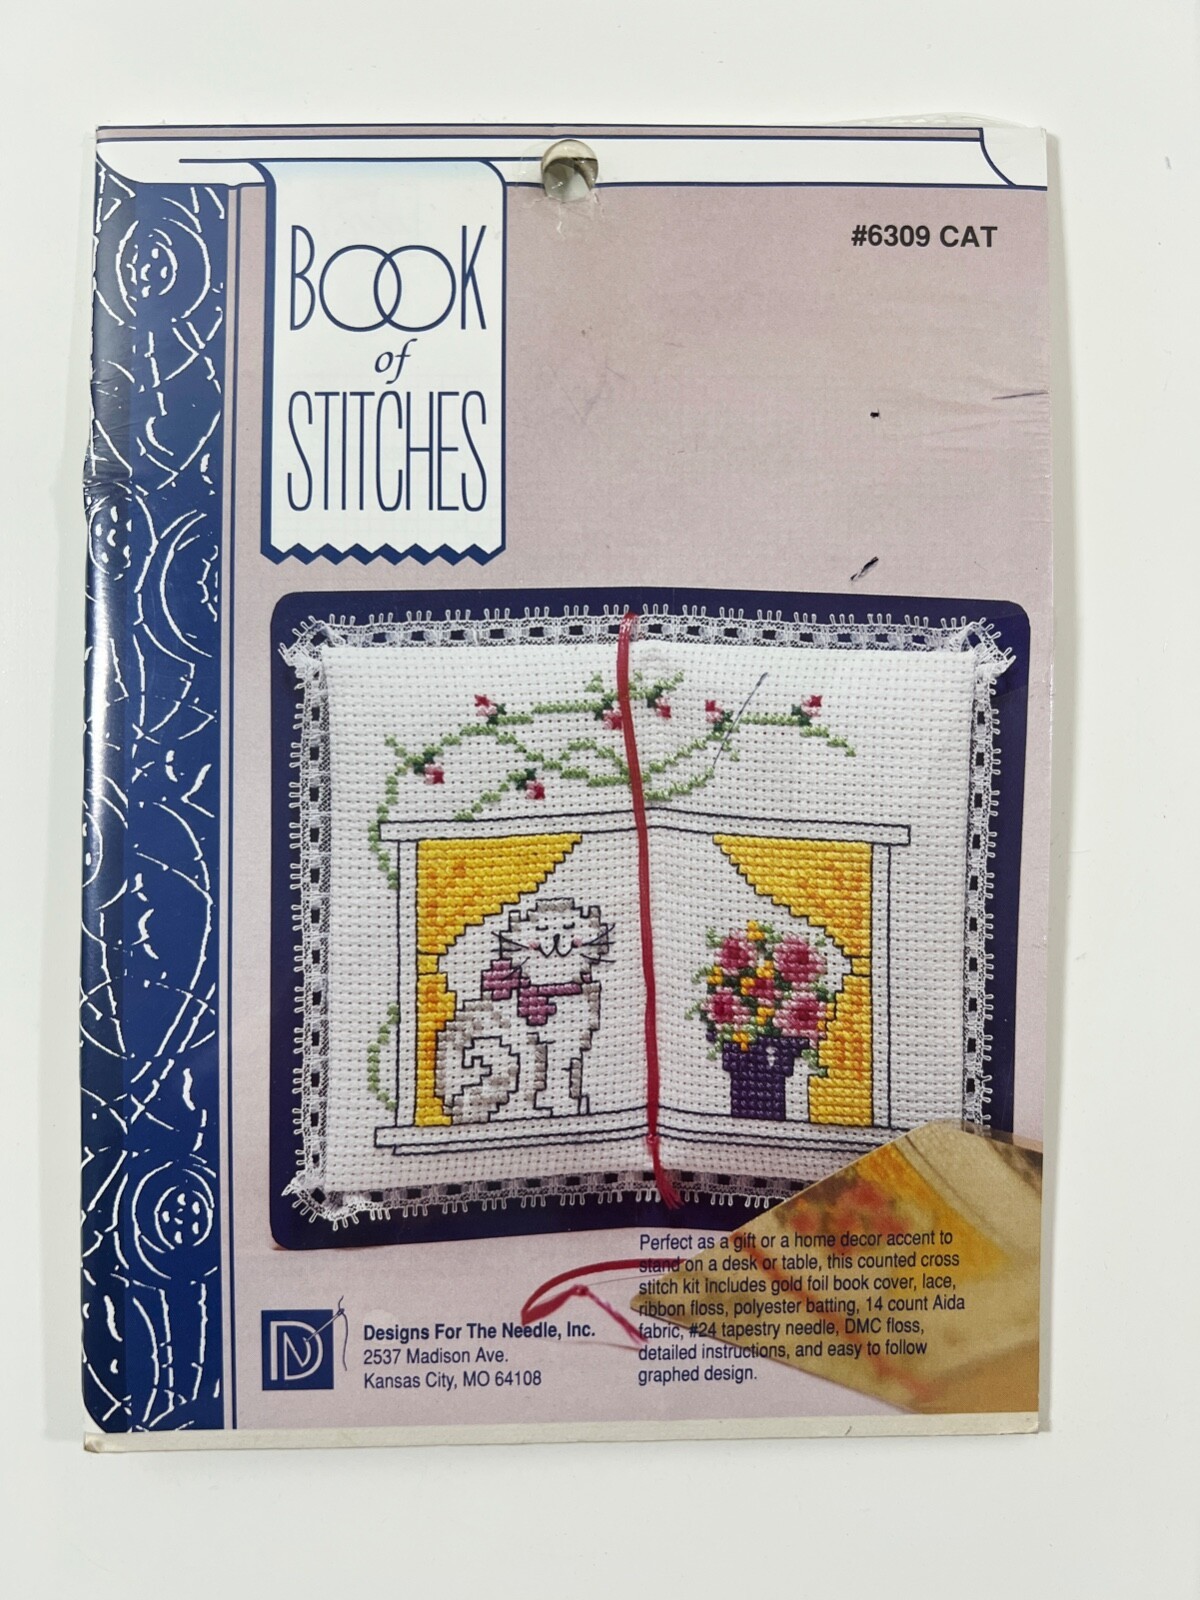 BOOK
of
STITCHES
#6309 CAT
Perfect as a gift or a home decor accent to
stand on a desk or table, this counted cross
stitch kit includes gold foil book cover, lace,
ribbon floss, polyester batting, 14 count Aida
fabric, #24 tapestry needle, DMC floss,
detailed instructions, and easy to follow
graphed design.
DN
Designs For The Needle, Inc.
2537 Madison Ave.
Kansas City, MO 64108